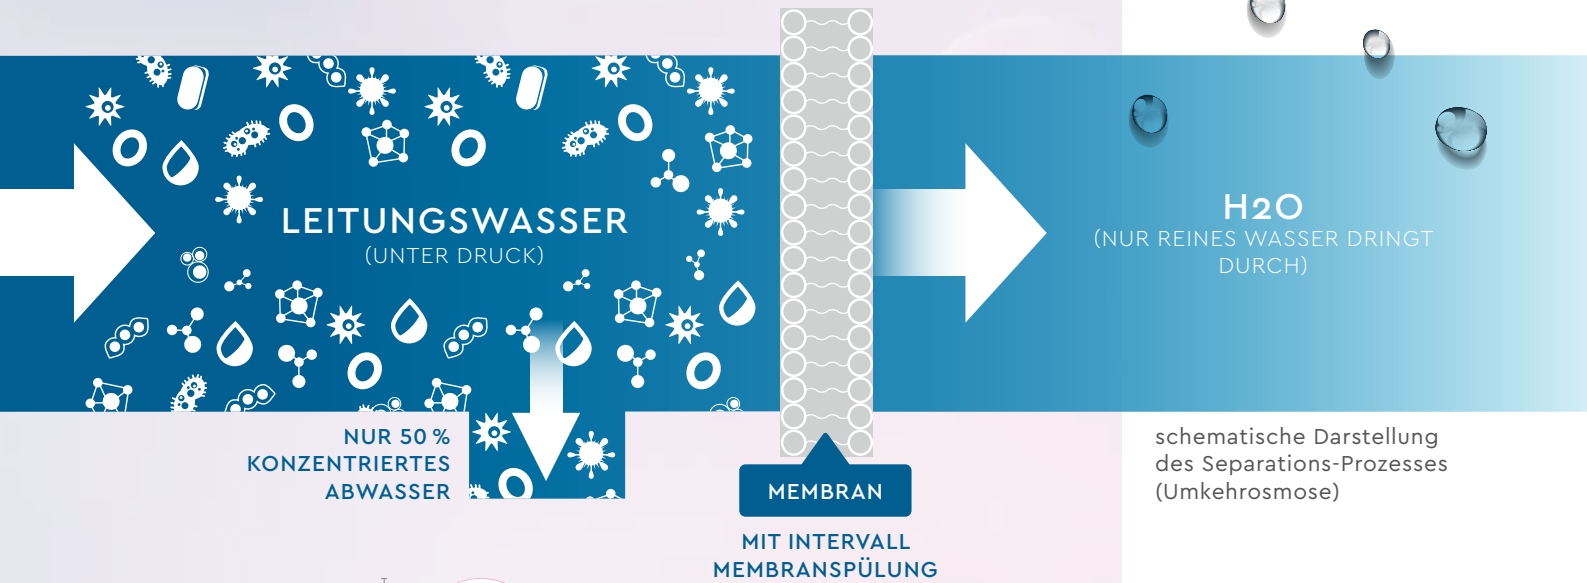 LEITUNGSWASSER
(UNTER DRUCK)
H2O
(NUR REINES WASSER DRINGT
DURCH)
NUR 50 %
KONZENTRIERTES
ABWASSER
MEMBRAN
MIT INTERVALL
MEMBRANSPÜLUNG
schematische Darstellung
des Separations-Prozesses
(Umkehrosmose)